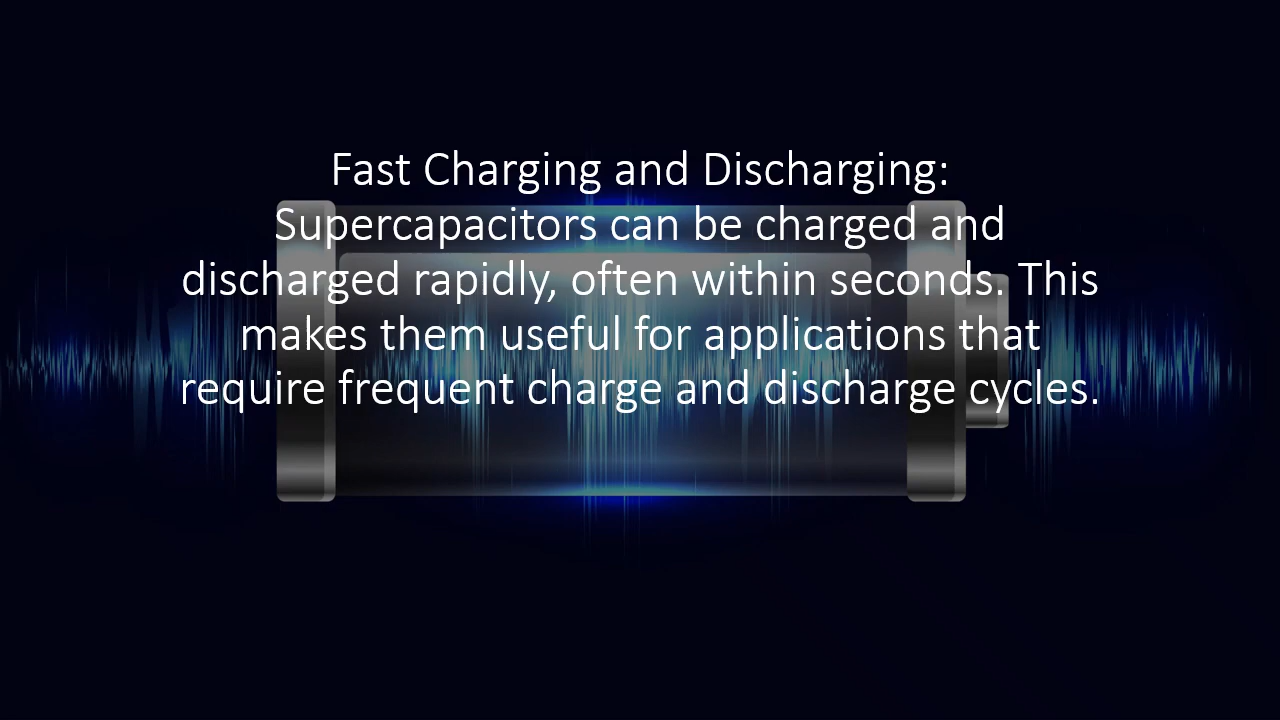 Fast Charging and Discharging:
Supercapacitors can be charged and
discharged rapidly, often within seconds. This
makes them useful for applications that
require frequent charge and discharge cycles.